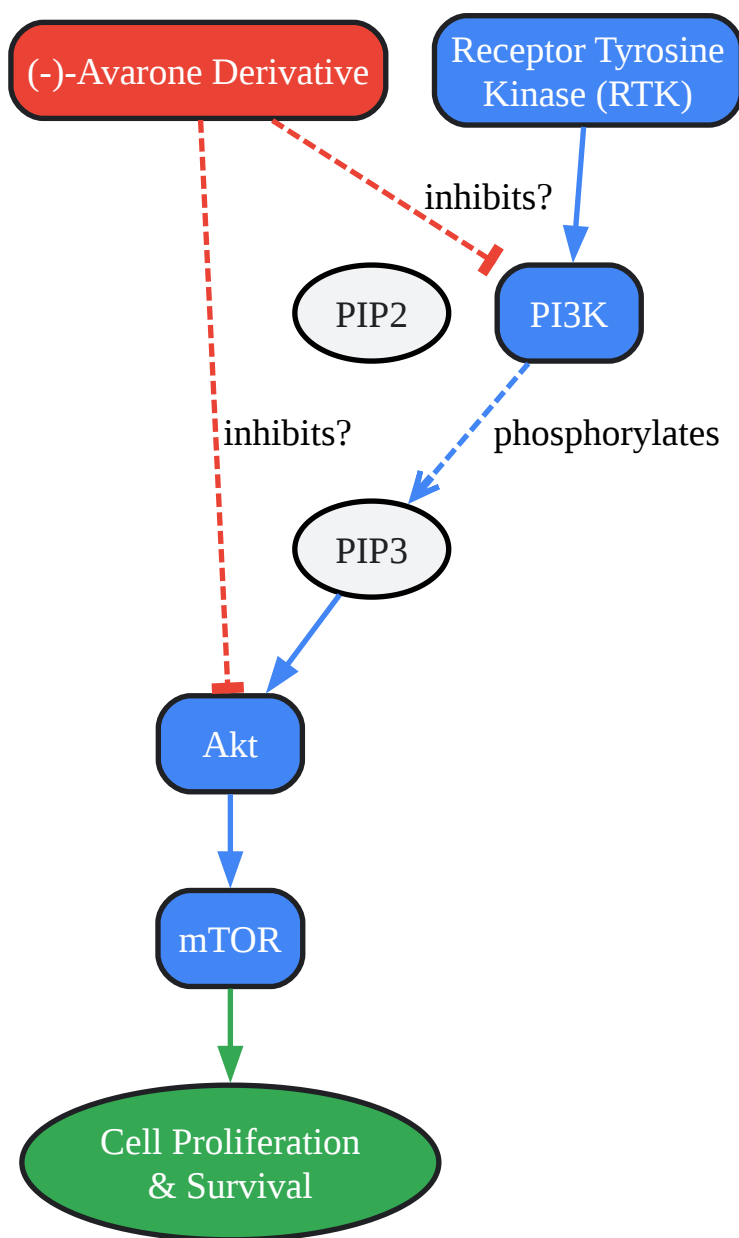 (-)-Avarone Derivative
Receptor Tyrosine
Kinase (RTK)
inhibits?
PIP2
PI3K
inhibits?
phosphorylates
PIP3
Akt
mTOR
Cell Proliferation
& Survival